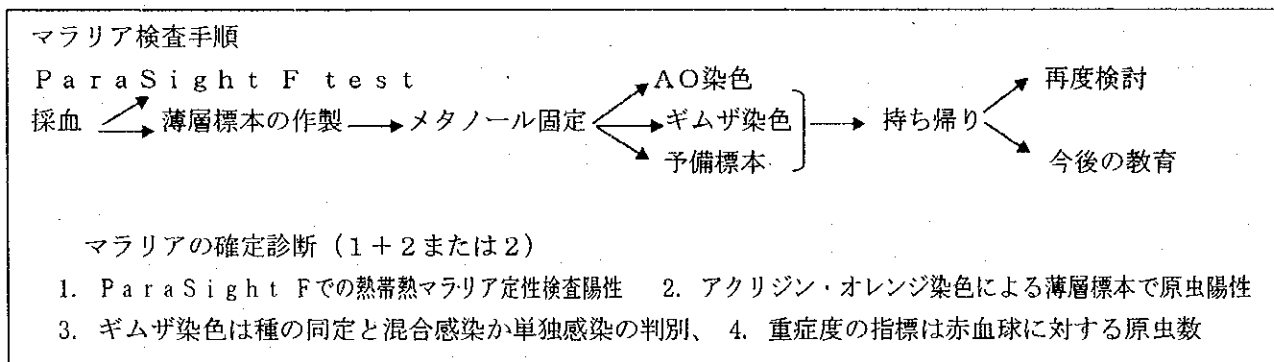 マラリア検査手順
ParaSight F test AO染色 再度検討
採血 薄層標本の作製 メタノール固定 ギムザ染色 持ち帰り
予備標本 今後の教育
マラリアの確定診断(1+2または2)
1. ParaSight Fでの熱帯熱マラリア定性検査陽性 2. アクリジン・オレンジ染色による薄層標本で原虫陽性
3. ギムザ染色は種の同定と混合感染か単独感染の判別、 4. 重症度の指標は赤血球に対する原虫数